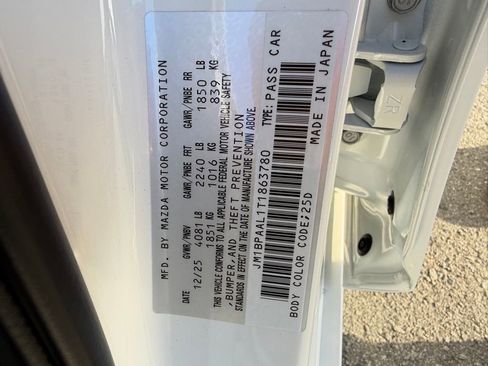 MFD. BY MAZDA MOTOR CORPORATION
DATE GVWR/PNBV GAWR/PNBE FRT GAWR/PNBE RR
12/25 4081 LB 2240 LB 1850 LB
1851 KG 1016 KG 839 KG
THIS VEHICLE CONFORMS TO ALL APPLICABLE FEDERAL MOTOR VEHICLE SAFETY
,BUMPER,AND THEFT PREVENTION
STANDARDS IN EFFECT ON THE DATE OF MANUFACTURE SHOWN ABOVE.
JM1BPAAL1T1863780 PASS CAR
BODY COLOR CODE;25D MADE IN JAPAN
ZR